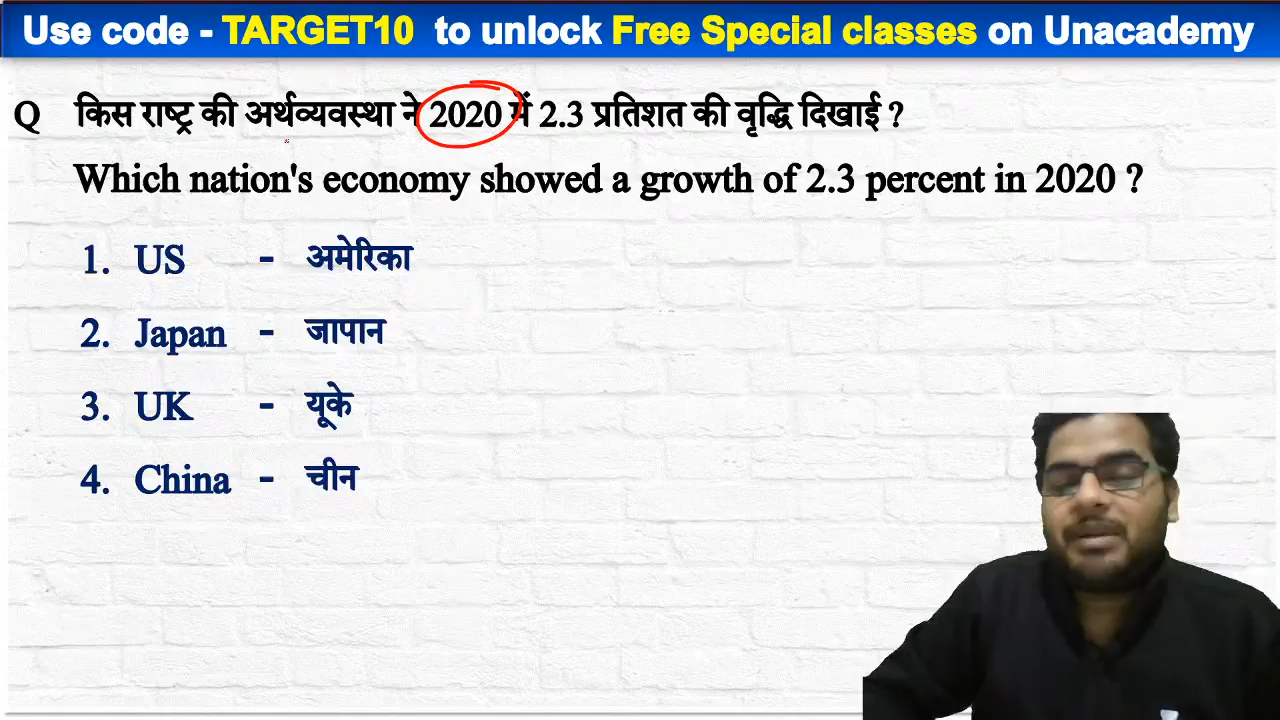 Use code - TARGET10 to unlock Free Special classes on Unacademy
Q किस राष्ट्र की अर्थव्यवस्था ने 2020 में 2.3 प्रतिशत की वृद्धि दिखाई ?
Which nation's economy showed a growth of 2.3 percent in 2020 ?
1. US - अमेरिका
2. Japan - जापान
3. UK - यूके
4. China - चीन